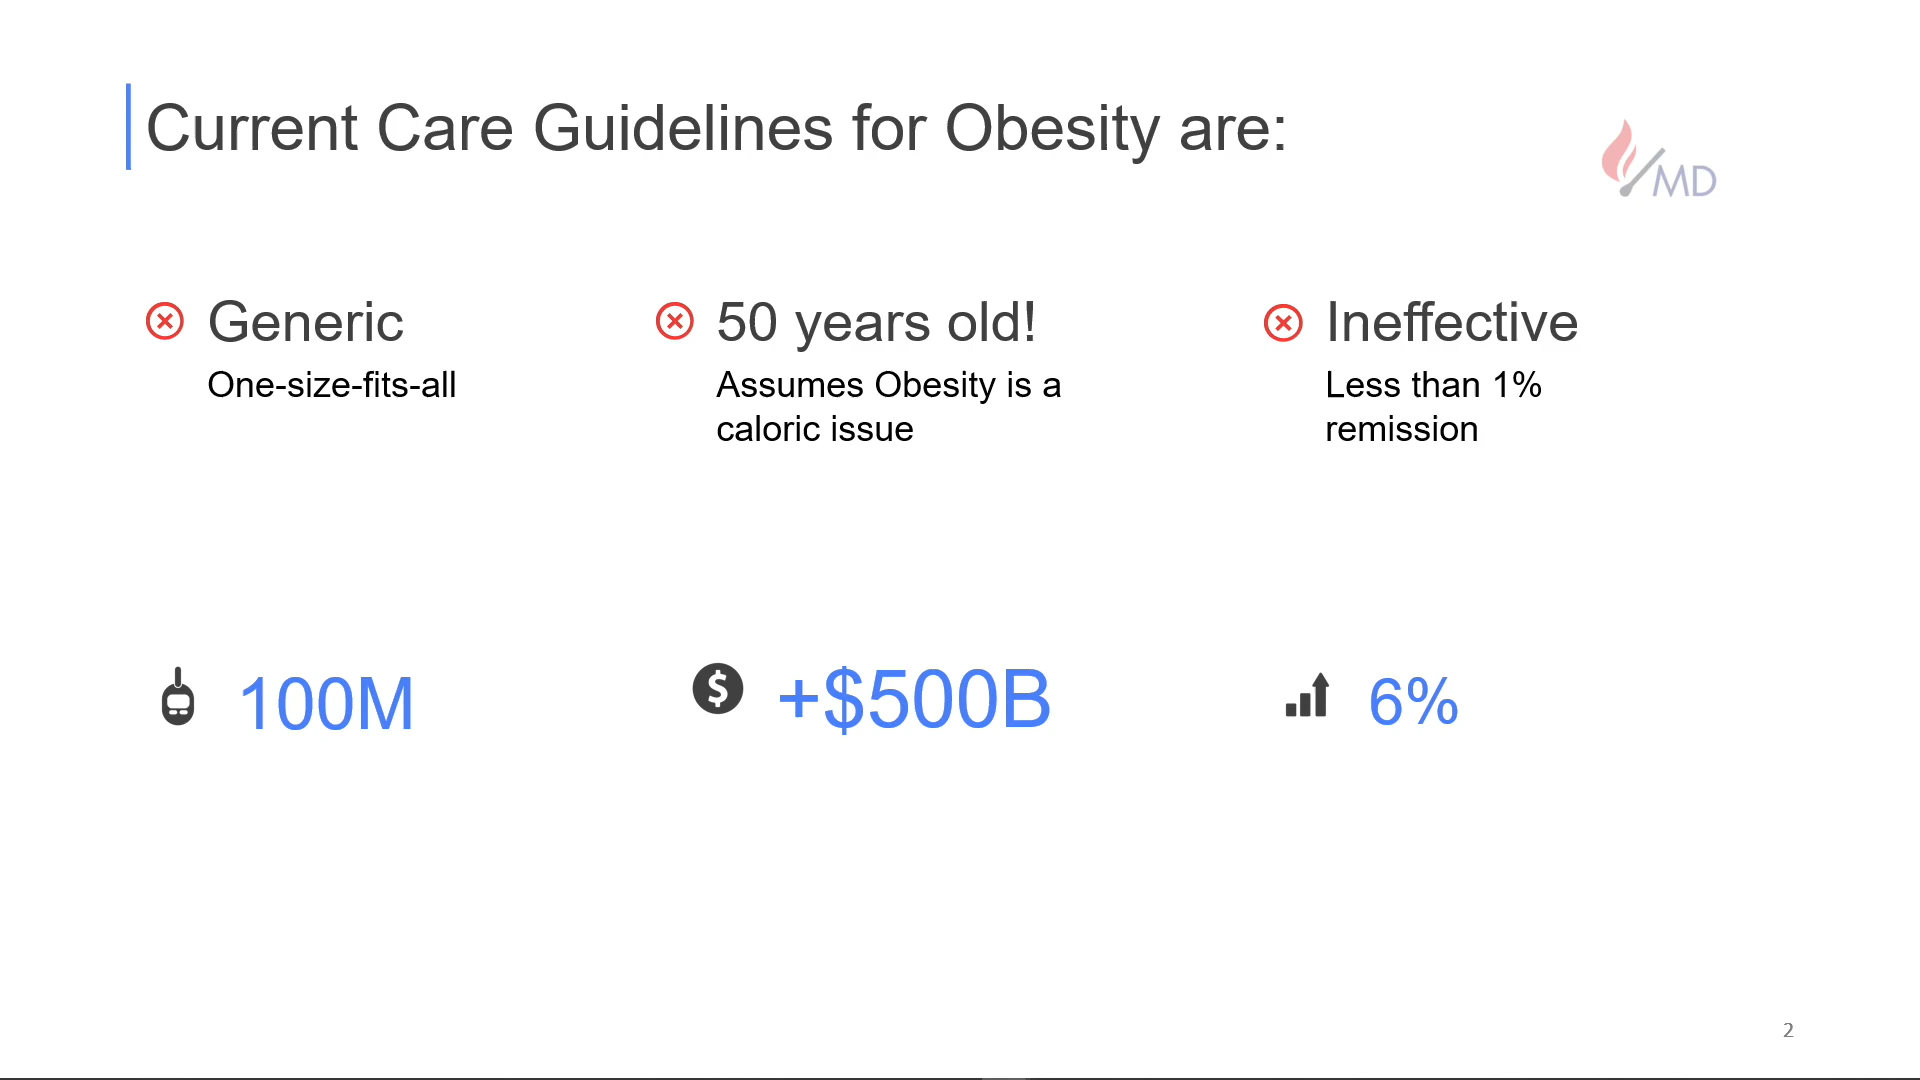 Current Care Guidelines for Obesity are:
MD
Generic
One-size-fits-all
50 years old!
Assumes Obesity is a
caloric issue
Ineffective
Less than 1%
remission
100M
$
+$500B
6%
2